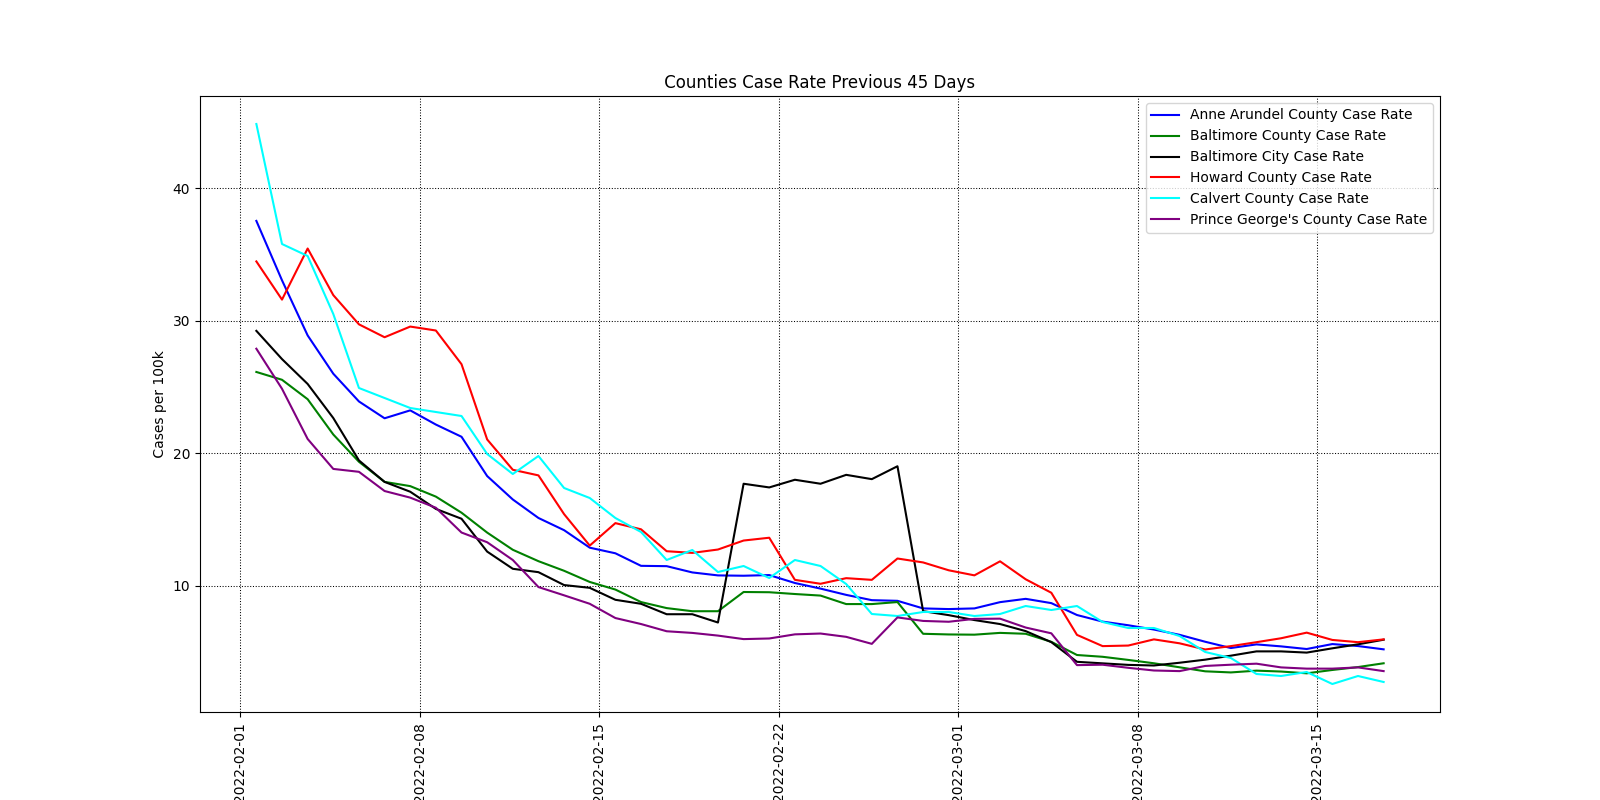 Counties Case Rate Previous 45 Days
Anne Arundel County Case Rate
Baltimore County Case Rate
Baltimore City Case Rate
Howard County Case Rate
Calvert County Case Rate
Prince George's County Case Rate
Cases per 100k
40
30
20
10
2022-02-01
2022-02-08
2022-02-15
2022-02-22
2022-03-01
2022-03-08
2022-03-15